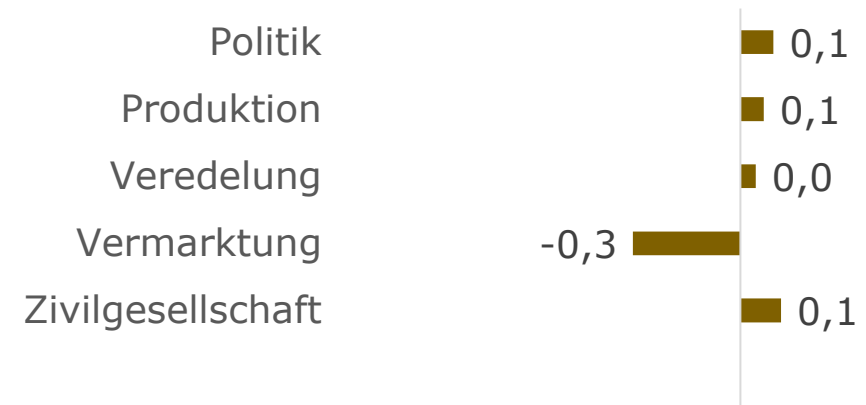 Politik 0,1
Produktion 0,1
Veredelung 0,0
Vermarktung -0,3
Zivilgesellschaft 0,1